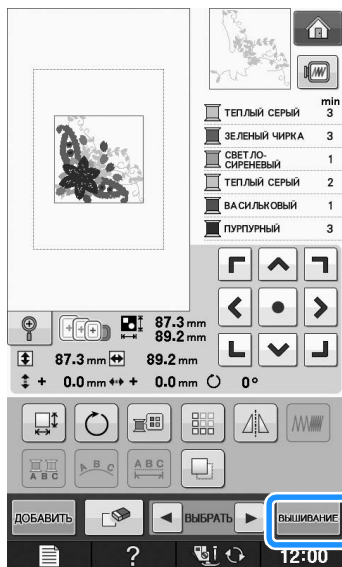 min
ТЕПЛЫЙ СЕРЫЙ 3
ЗЕЛЕНЫЙ ЧИРКА 3
СВЕТЛО-
СИРЕНЕВЫЙ 1
ТЕПЛЫЙ СЕРЫЙ 2
ВАСИЛЬКОВЫЙ 1
ПУРПУРНЫЙ 3
87.3 mm
89.2 mm
87.3 mm 89.2 mm
+ 0.0 mm + 0.0 mm 0°
A B C A B C A B C
ДОБАВИТЬ ВЫБРАТЬ ВЫШИВАНИЕ
? 12:00